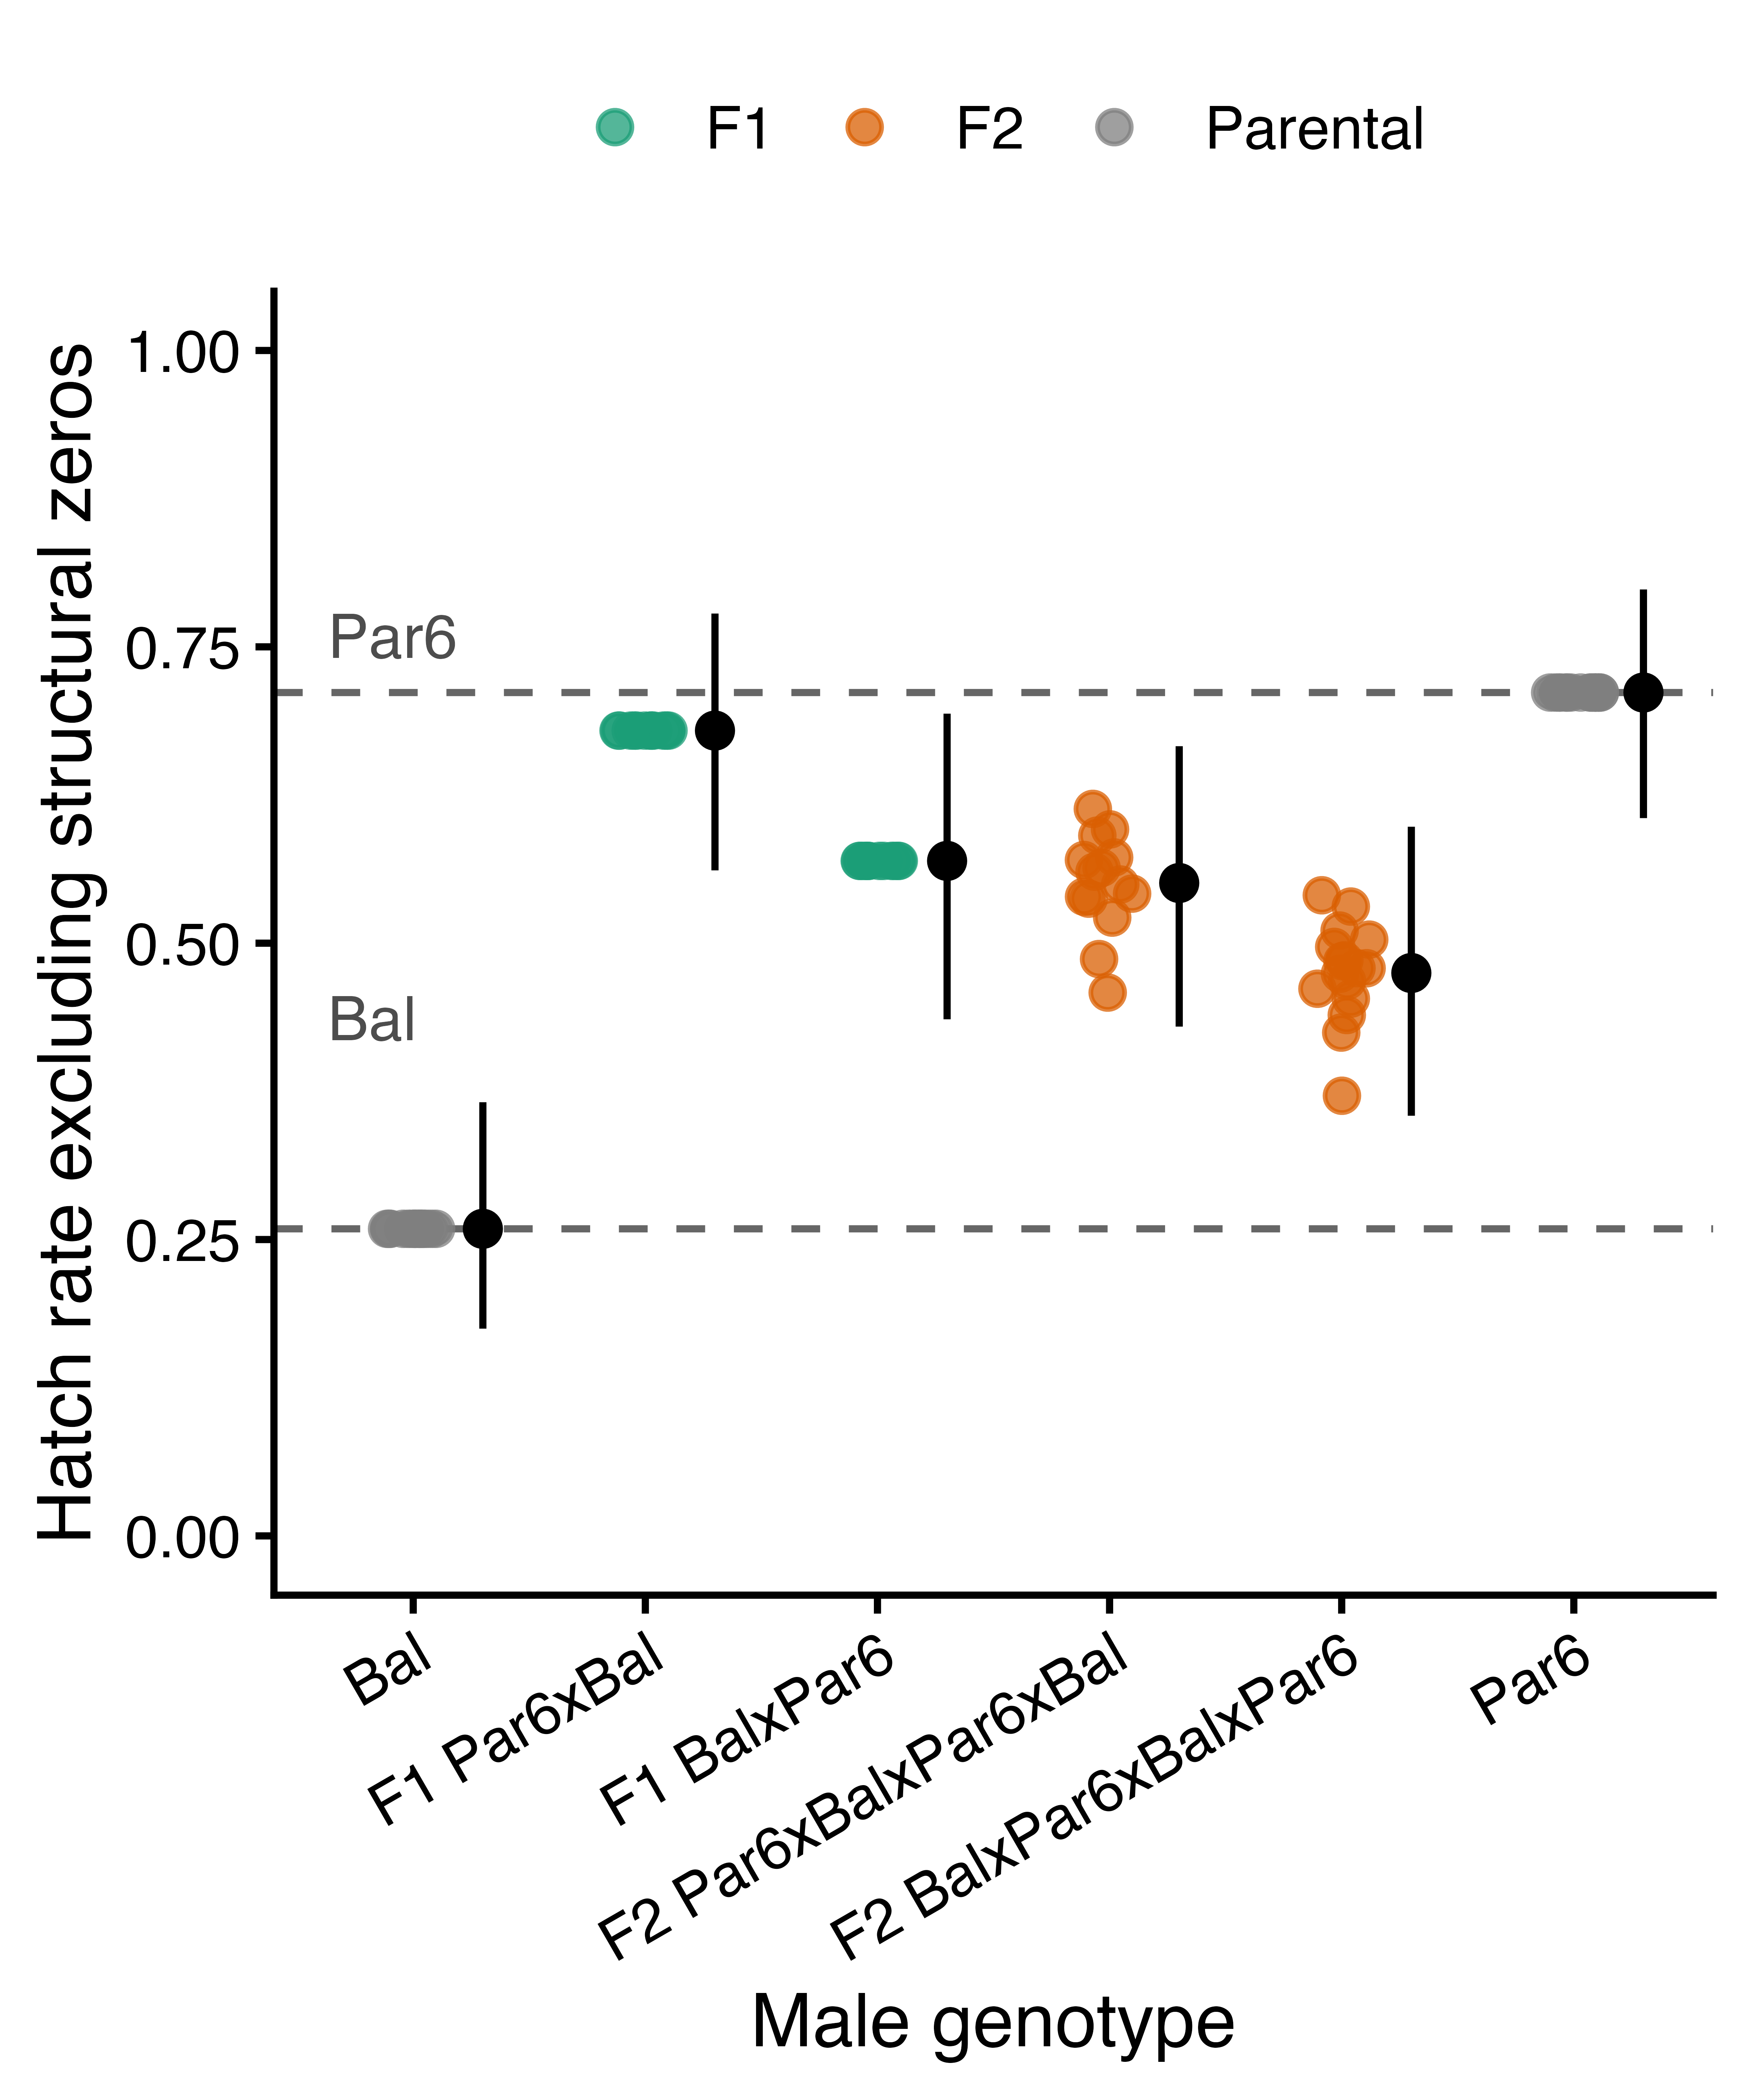 F1 F2 Parental
Hatch rate excluding structural zeros
1.00
0.75
0.50
0.25
0.00
Par6
Bal
Bal
F1 Par6xBal
F1 BalxPar6
F2 Par6xBalxPar6xBal
F2 BalxPar6xBalxPar6
Par6
Male genotype